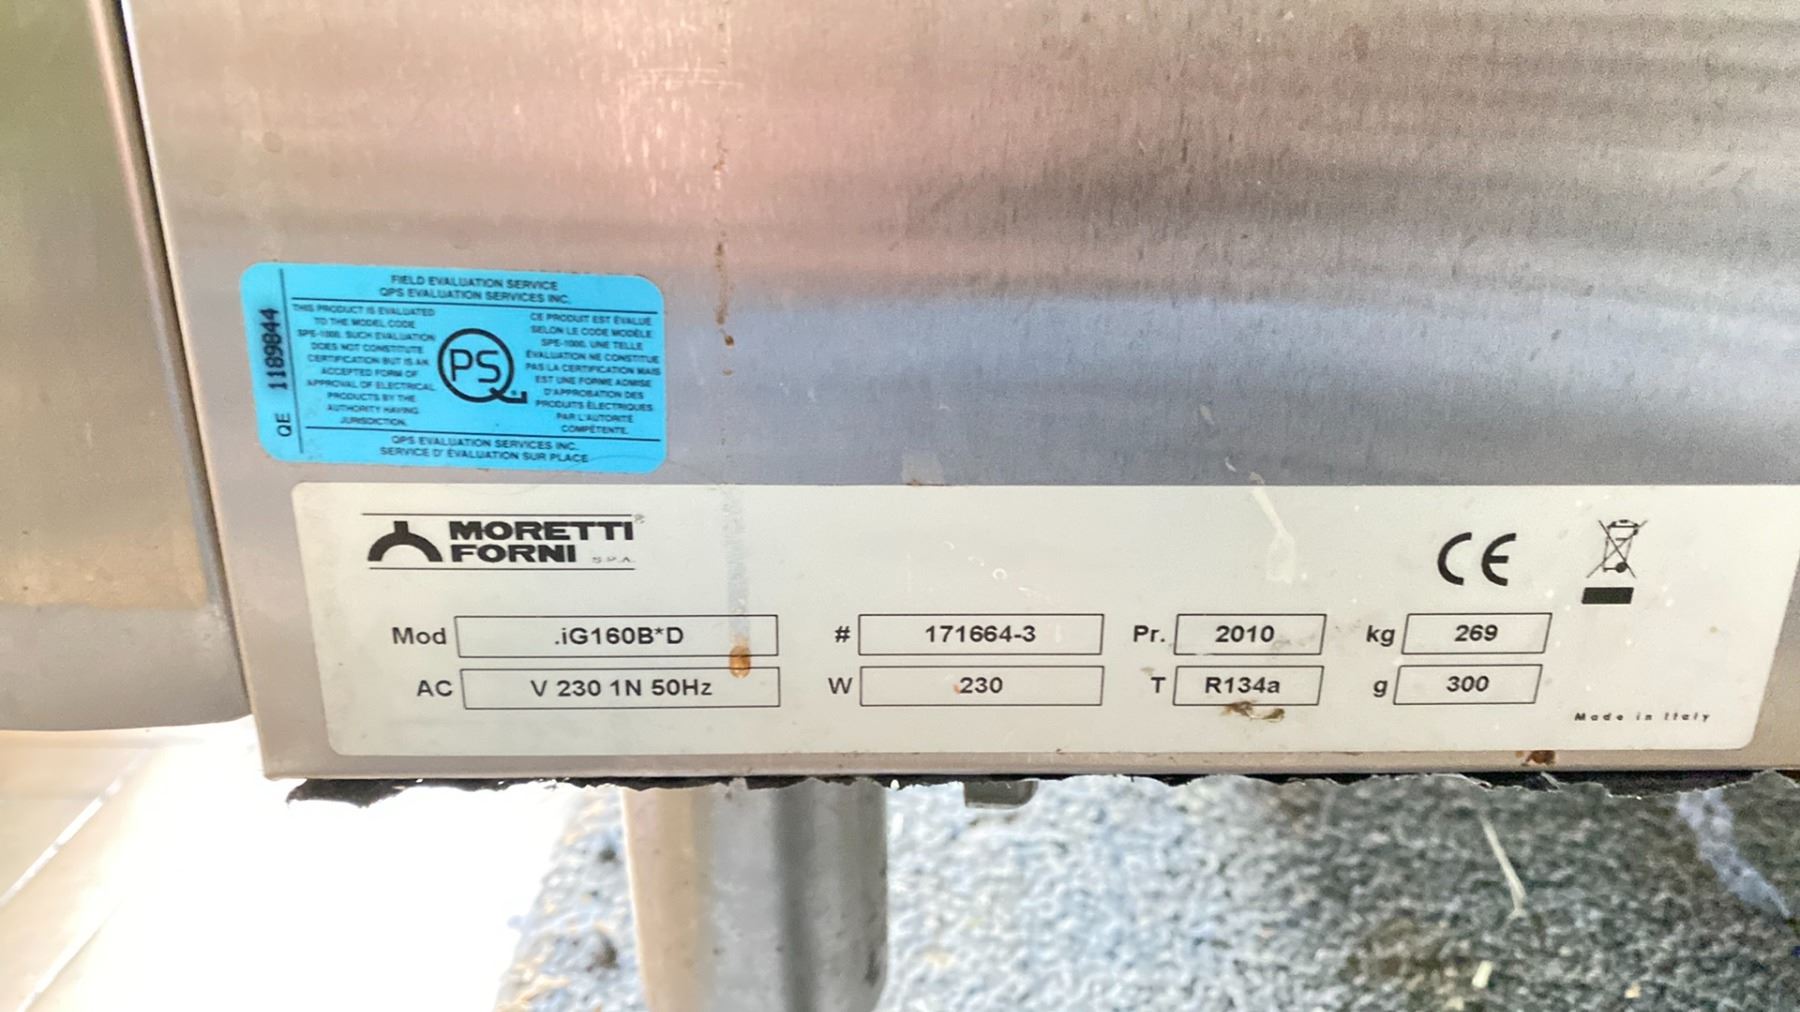 FIELD EVALUATION SERVICE
QPS EVALUATION SERVICES INC.
THIS PRODUCT IS EVALUATED
TO THE MODEL CODE
SPE-1000. SUCH EVALUATION
DOES NOT CONSTITUTE
CERTIFICATION BUT IS AN
ACCEPTED FORM OF
APPROVAL OF ELECTRICAL
PRODUCTS BY THE
AUTHORITY HAVING
JURISDICTION.
QPS
CE PRODUIT EST ÉVALUÉ
SELON LE CODE MODÈLE
SPE-1000. UNE TELLE
ÉVALUATION NE CONSTITUE
PAS LA CERTIFICATION MAIS
EST UNE FORME ADMISE
D'APPROBATION DES
PRODUITS ÉLECTRIQUES
PAR L'AUTORITÉ
COMPÉTENTE.
QPS EVALUATION SERVICES INC.
SERVICE D' ÉVALUATION SUR PLACE
QE 1189844
MORETTI®
FORNI S.P.A.
CE
Mod .iG160B*D # 171664-3 Pr. 2010 kg 269
AC V 230 1N 50Hz W 230 T R134a g 300
Made in Italy